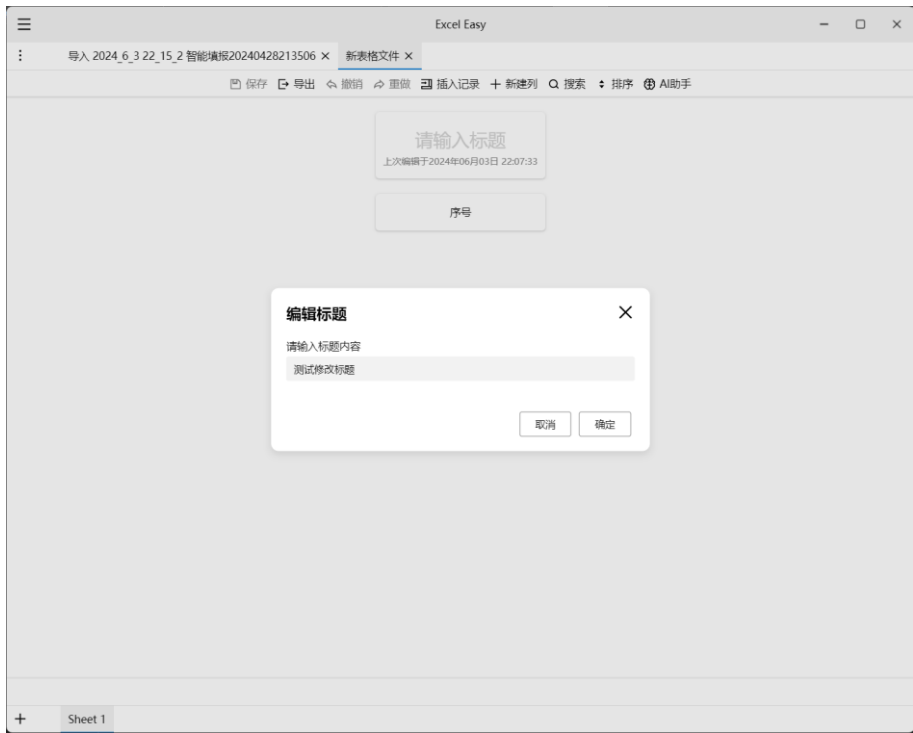 Excel Easy
导入 2024_6_3 22_15_2 智能填报20240428213506 新表格文件
保存 导出 撤销 重做 插入记录 新建列 搜索 排序 AI助手
请输入标题
上次编辑于2024年06月03日 22:07:33
序号
编辑标题
请输入标题内容
测试修改标题
取消 确定
Sheet 1